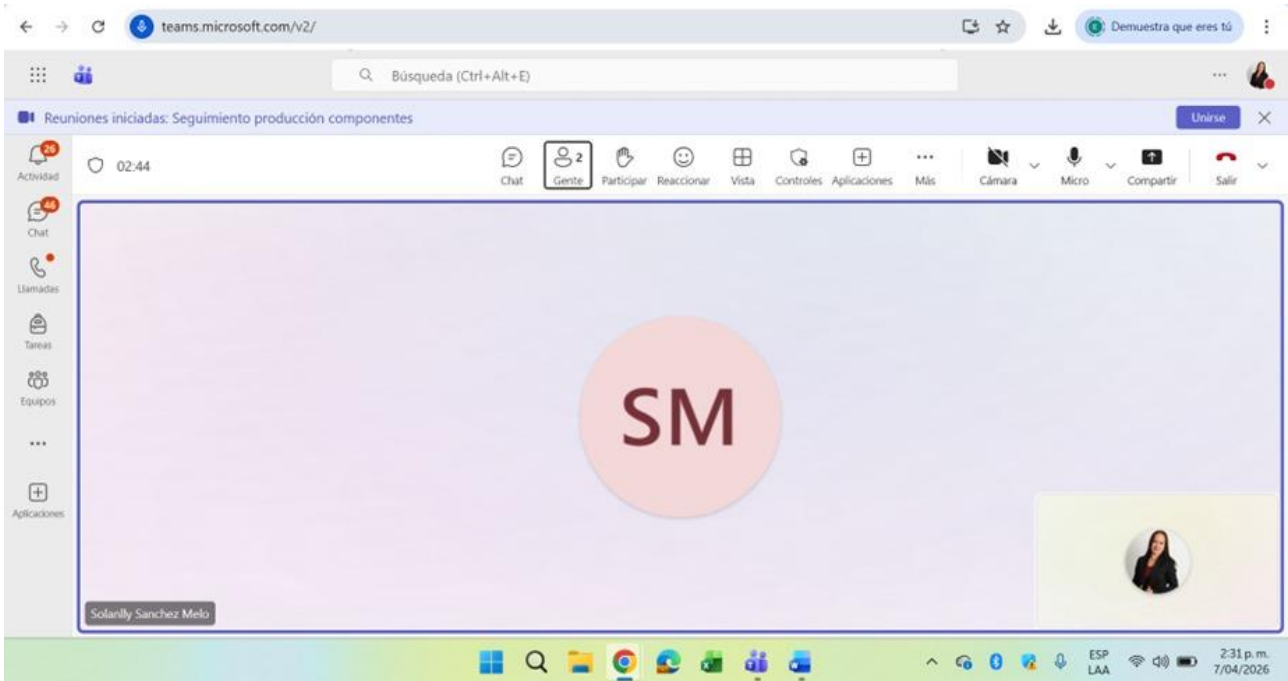 teams.microsoft.com/v2/
Demuestra que eres tú
Búsqueda (Ctrl+Alt+E)
Reuniones iniciadas: Seguimiento producción componentes
Unirse
26
Actividad
02:44
Chat
2
Gente
Participar
Reaccionar
Vista
Controles
Aplicaciones
Más
Cámara
Micro
Compartir
Salir
46
Chat
Llamadas
Tareas
Equipos
Aplicaciones
SM
Solanlly Sanchez Melo
ESP
LAA
2:31 p. m.
7/04/2026